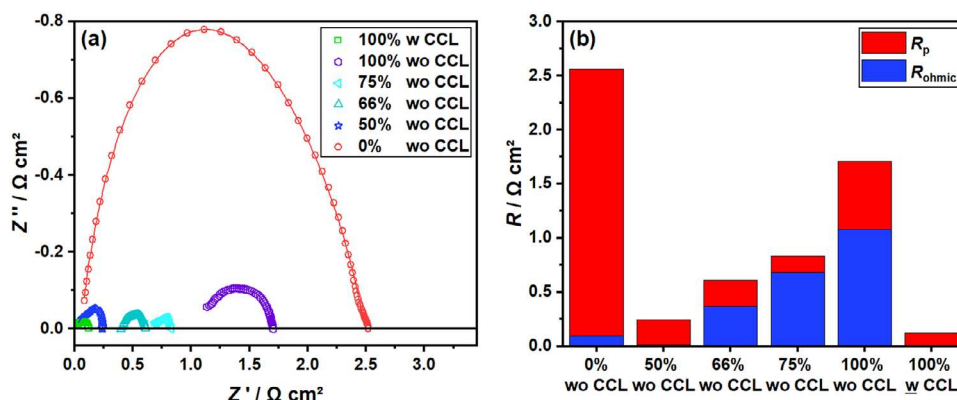 (a)
100% w CCL
100% wo CCL
75% wo CCL
66% wo CCL
50% wo CCL
0% wo CCL
-0.8
-0.6
-0.4
-0.2
0.0
Z'' / Ω cm²
0.0 0.5 1.0 1.5 2.0 2.5 3.0
Z' / Ω cm²
(b)
Rp
Rohmic
3.0
2.5
2.0
1.5
1.0
0.5
0.0
R / Ω cm²
0% 50% 66% 75% 100% 100%
wo CCL wo CCL wo CCL wo CCL wo CCL w CCL